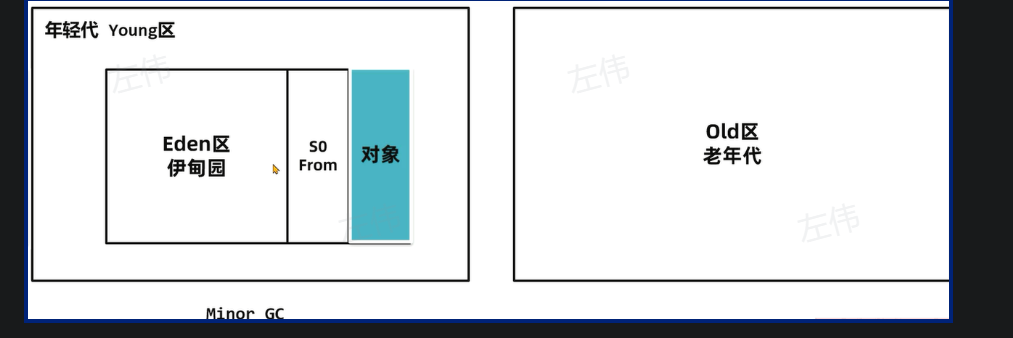 年轻代 Young区
左伟
左伟
Eden区
伊甸园
S0
From
对象
Old区
老年代
左伟
Minor GC